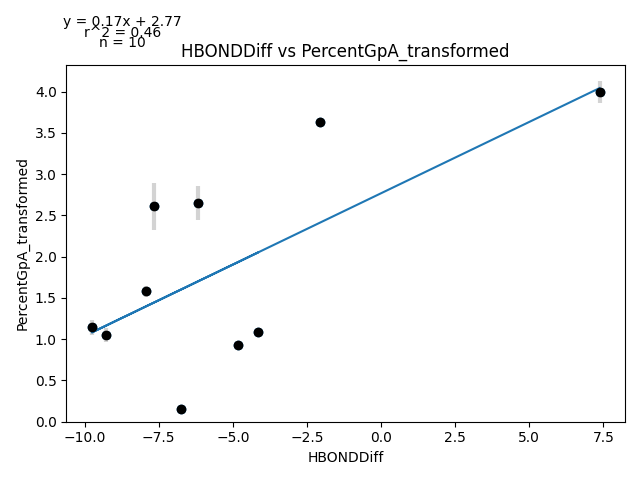 y = 0.17x + 2.77
r^2 = 0.46
n = 10
HBONDDiff vs PercentGpA_transformed
PercentGpA_transformed
4.0
3.5
3.0
2.5
2.0
1.5
1.0
0.5
0.0
−10.0 −7.5 −5.0 −2.5 0.0 2.5 5.0 7.5
HBONDDiff